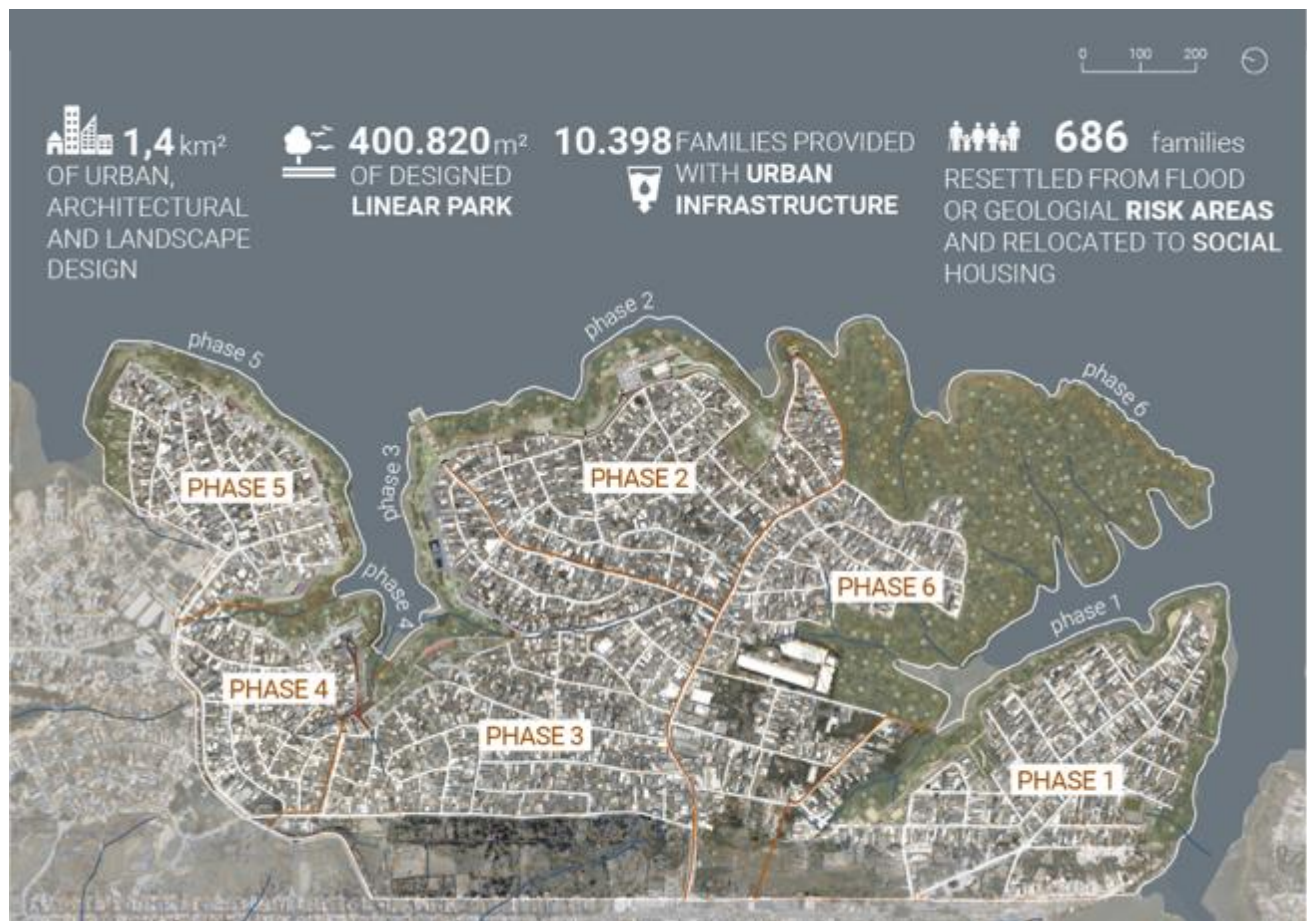 0 100 200
1,4 km²
OF URBAN,
ARCHITECTURAL
AND LANDSCAPE
DESIGN
400.820 m²
OF DESIGNED
LINEAR PARK
10.398 FAMILIES PROVIDED
WITH URBAN
INFRASTRUCTURE
686 families
RESETTLED FROM FLOOD
OR GEOLOGIAL RISK AREAS
AND RELOCATED TO SOCIAL
HOUSING
phase 5
phase 2
phase 6
phase 3
phase 4
phase 1
PHASE 5
PHASE 2
PHASE 6
PHASE 4
PHASE 3
PHASE 1